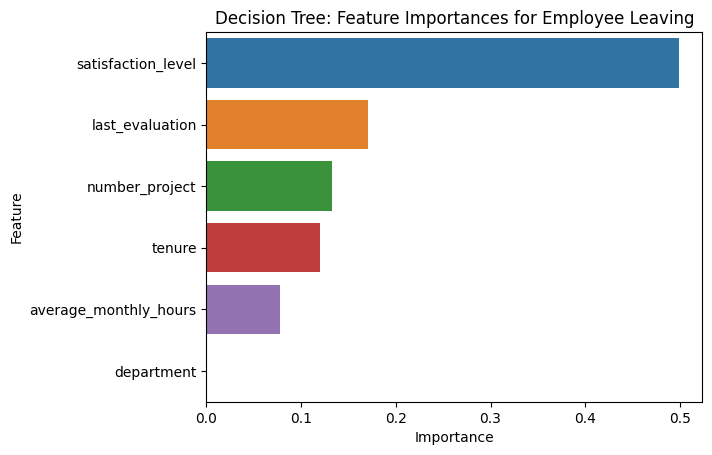 Decision Tree: Feature Importances for Employee Leaving
satisfaction_level
last_evaluation
number_project
tenure
average_monthly_hours
department
Feature
0.0 0.1 0.2 0.3 0.4 0.5
Importance